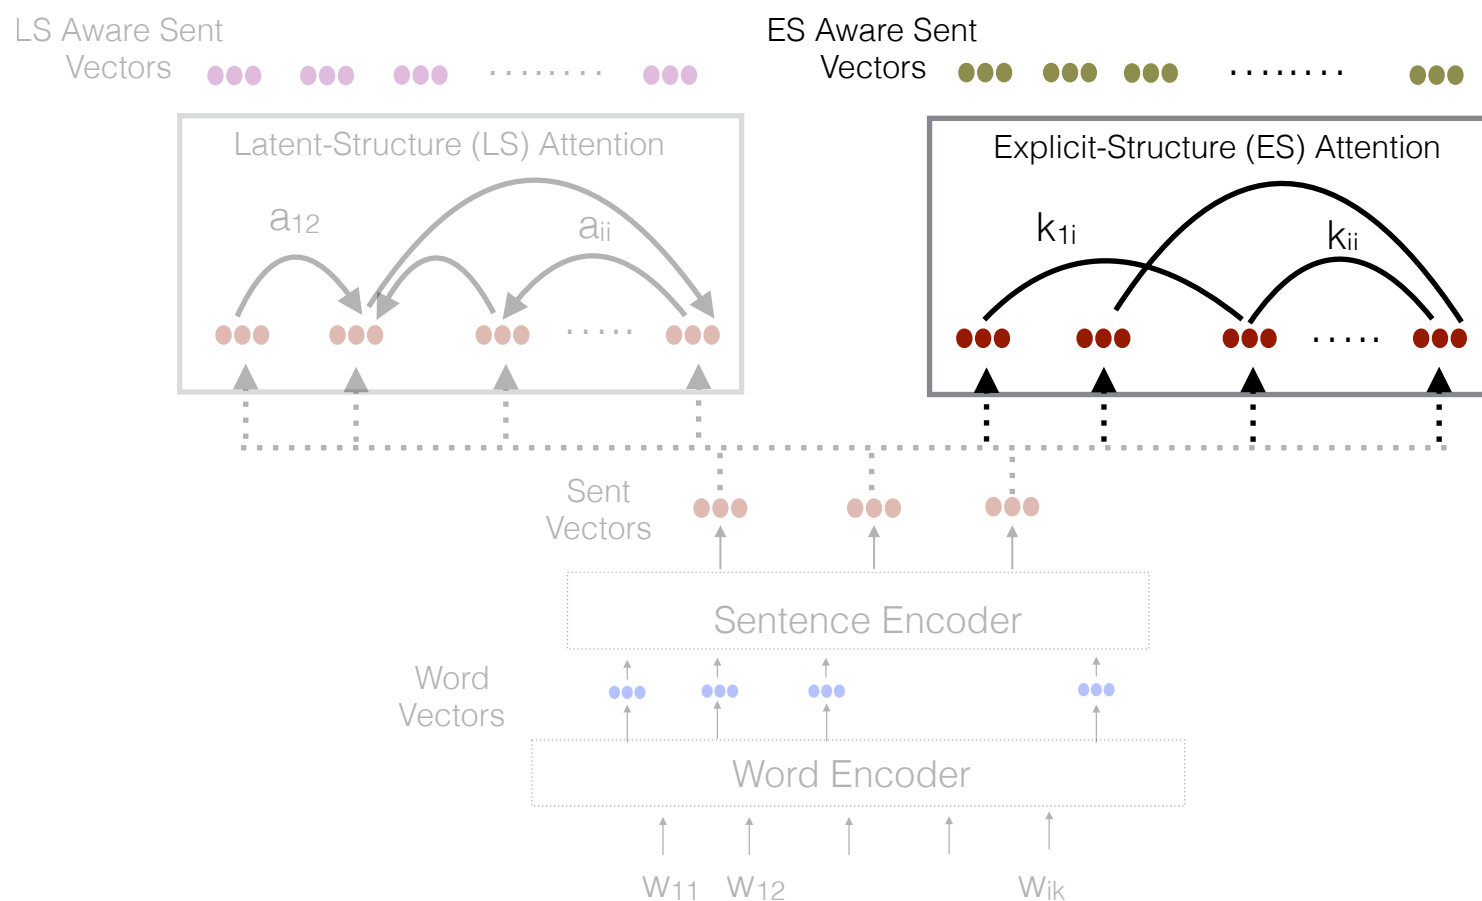 LS Aware Sent
Vectors
ES Aware Sent
Vectors
. . . . . . . .
. . . . . . . .
Latent-Structure (LS) Attention
Explicit-Structure (ES) Attention
a12
aii
k1i
kii
. . . . .
. . . . .
Sent
Vectors
Sentence Encoder
Word
Vectors
Word Encoder
w11
w12
wik